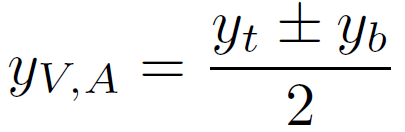 y_{V,A} = \frac{y_t \pm y_b}{2}